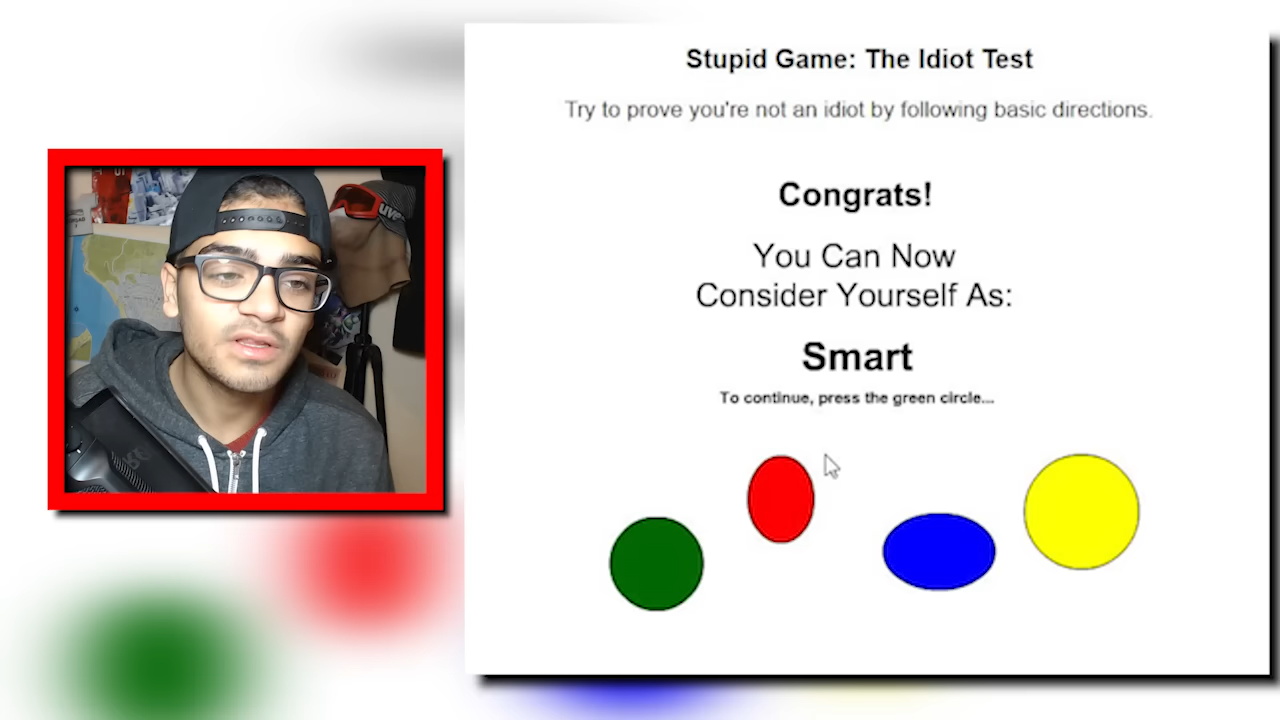 Stupid Game: The Idiot Test
Try to prove you're not an idiot by following basic directions.
Congrats!
You Can Now
Consider Yourself As:
Smart
To continue, press the green circle...
uvex